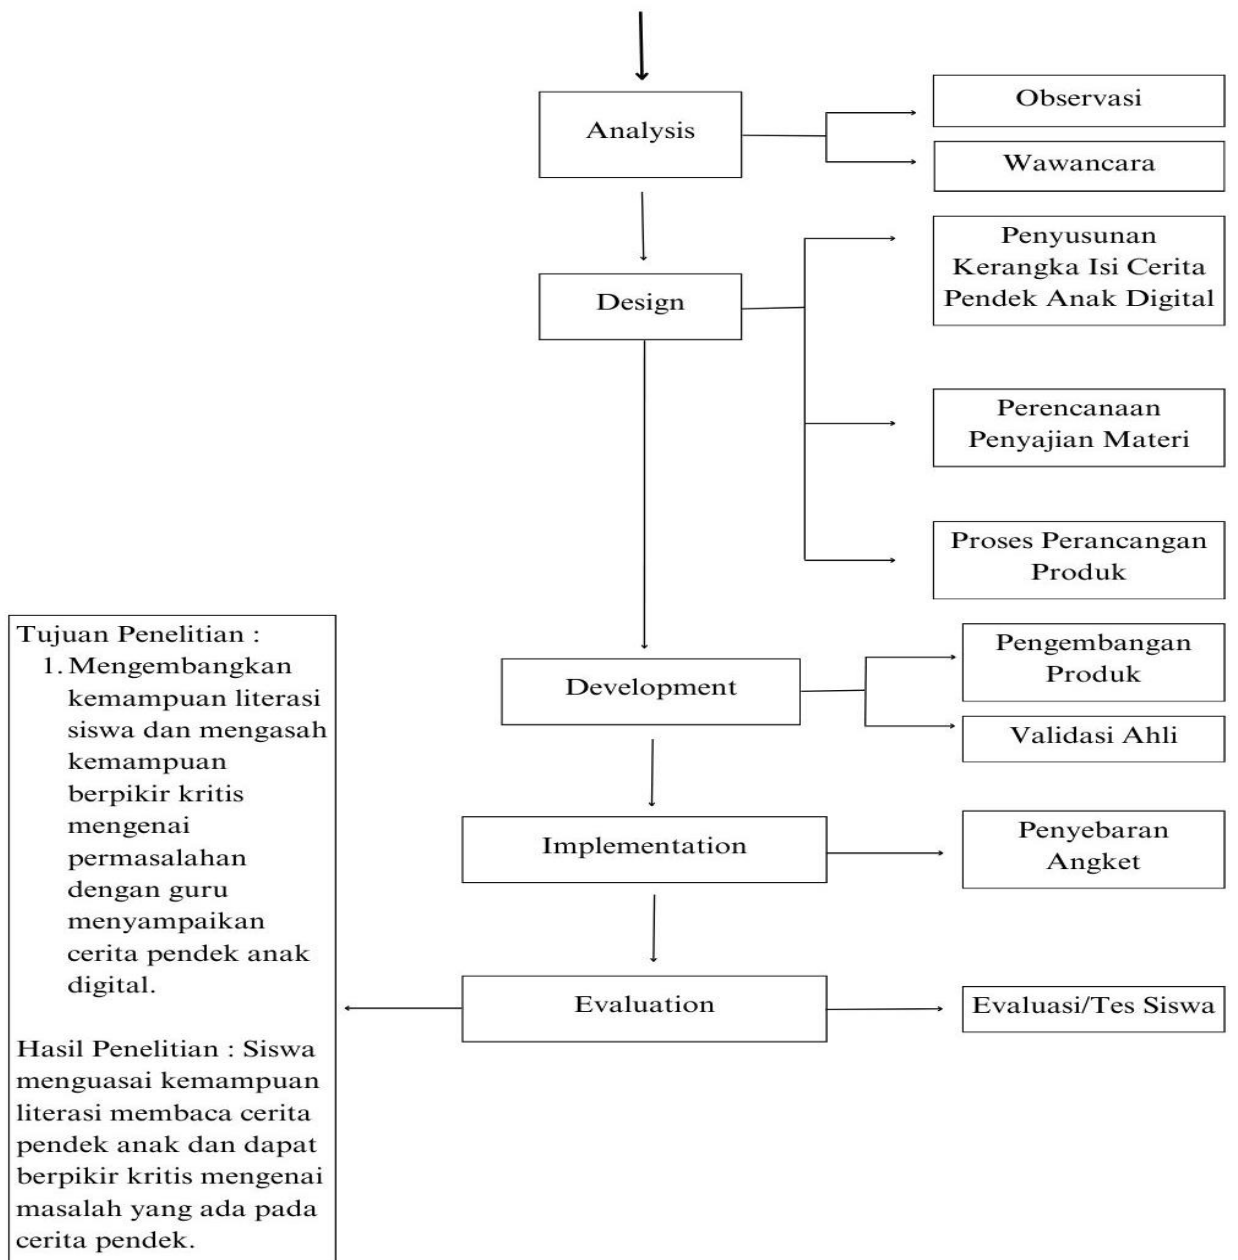 Analysis
Observasi
Wawancara
Design
Penyusunan
Kerangka Isi Cerita
Pendek Anak Digital
Perencanaan
Penyajian Materi
Proses Perancangan
Produk
Development
Pengembangan
Produk
Validasi Ahli
Implementation
Penyebaran
Angket
Evaluation
Evaluasi/Tes Siswa
Tujuan Penelitian :
1. Mengembangkan
kemampuan literasi
siswa dan mengasah
kemampuan
berpikir kritis
mengenai
permasalahan
dengan guru
menyampaikan
cerita pendek anak
digital.
Hasil Penelitian : Siswa
menguasai kemampuan
literasi membaca cerita
pendek anak dan dapat
berpikir kritis mengenai
masalah yang ada pada
cerita pendek.